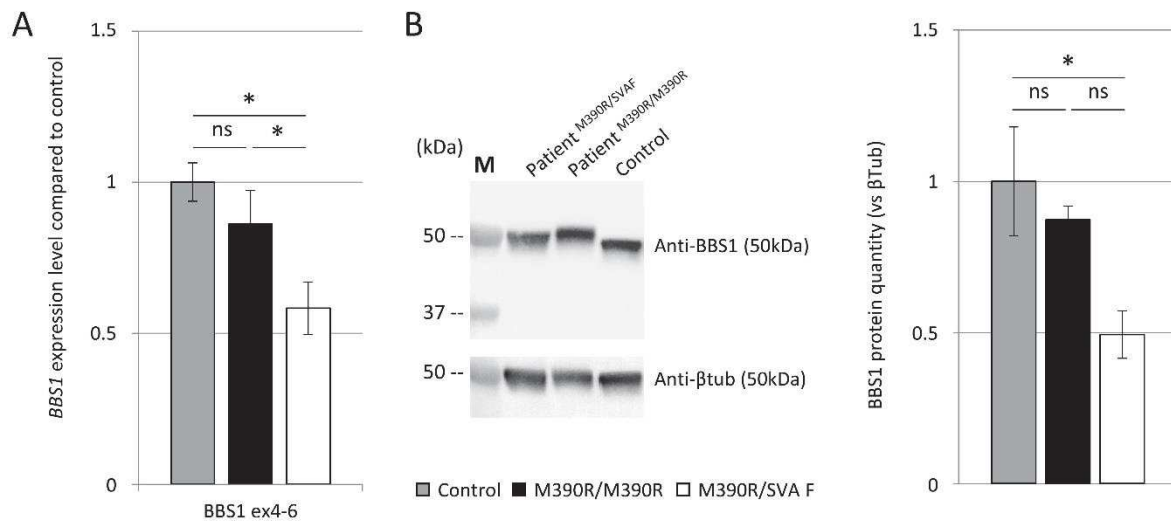 A
BBS1 expression level compared to control
1.5
1
0.5
0
*
ns
*
BBS1 ex4-6
B
(kDa)
M
Patient M390R/SVAF
Patient M390R/M390R
Control
50 --
Anti-BBS1 (50kDa)
37 --
50 --
Anti-βtub (50kDa)
Control
M390R/M390R
M390R/SVA F
BBS1 protein quantity (vs βTub)
1.5
1
0.5
0
*
ns
ns